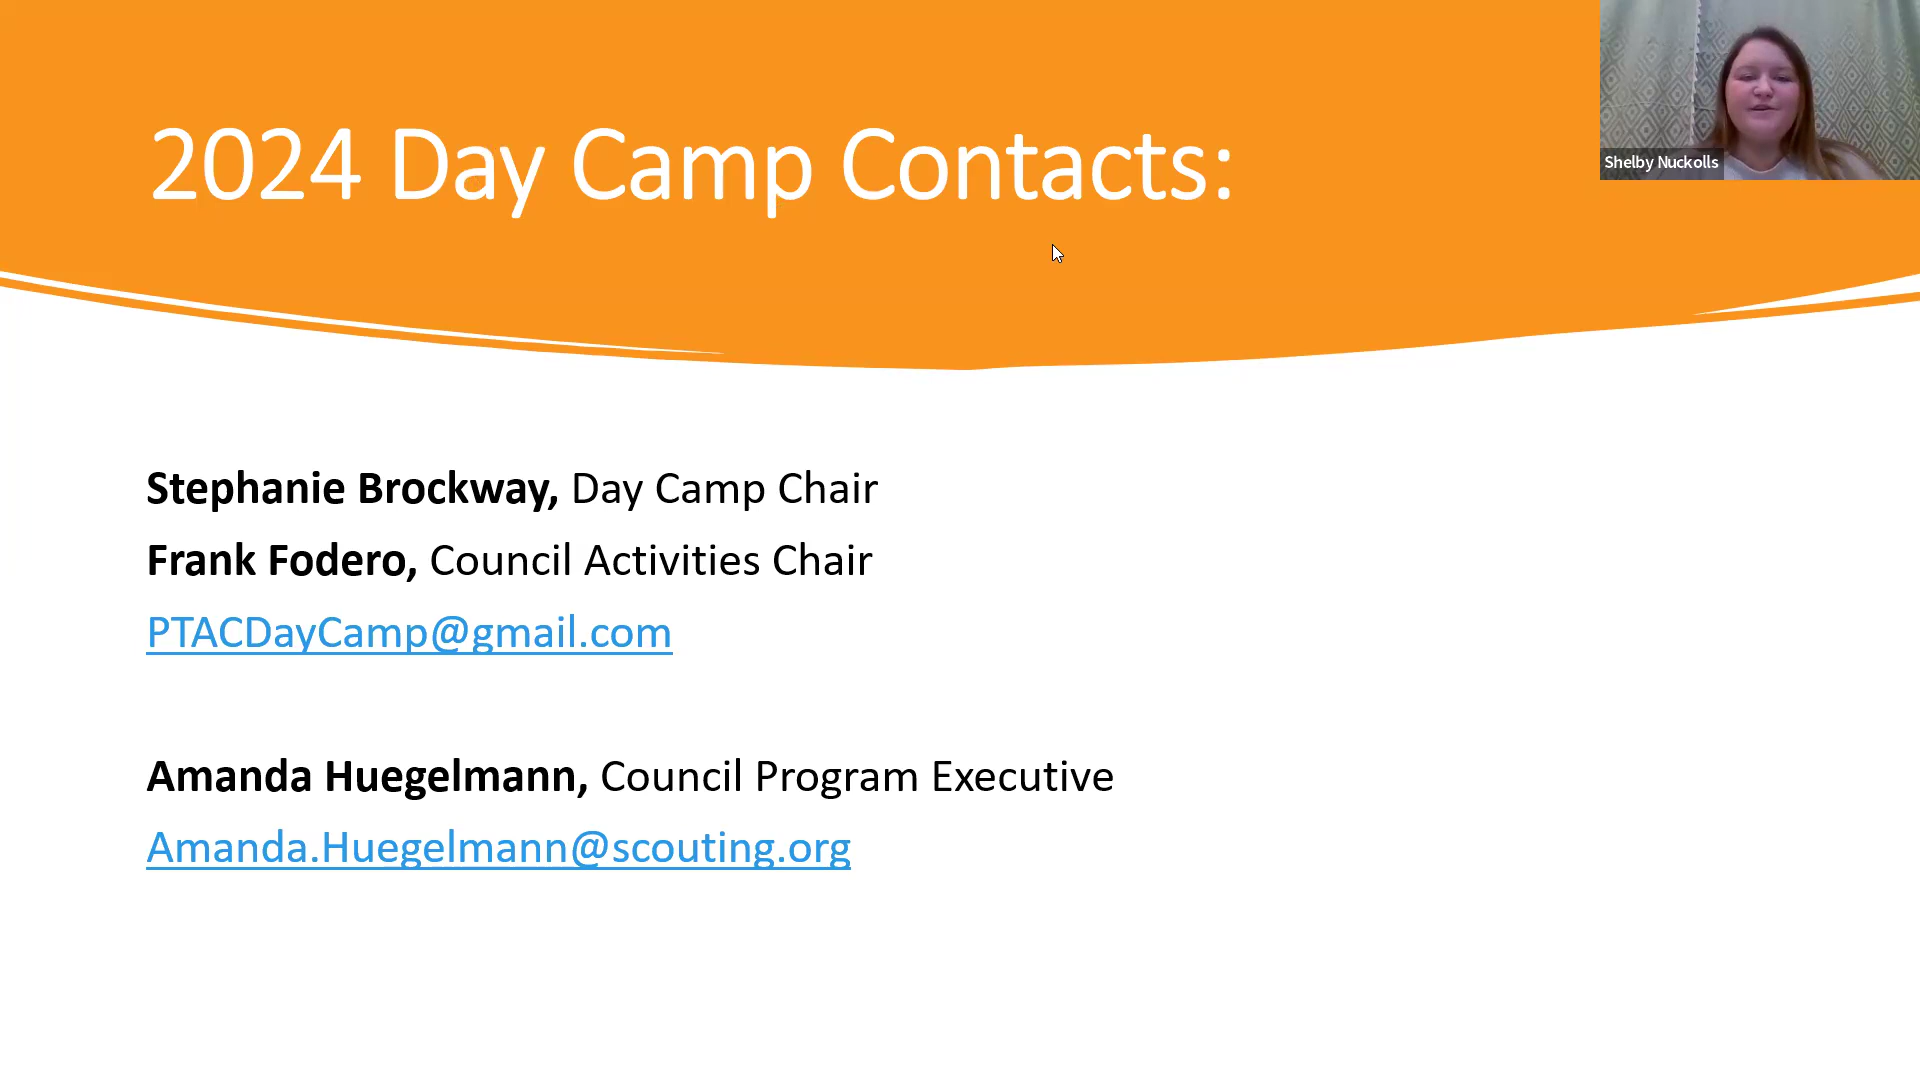 2024 Day Camp Contacts:
Shelby Nuckolls
Stephanie Brockway, Day Camp Chair
Frank Fodero, Council Activities Chair
PTACDayCamp@gmail.com
Amanda Huegelmann, Council Program Executive
Amanda.Huegelmann@scouting.org